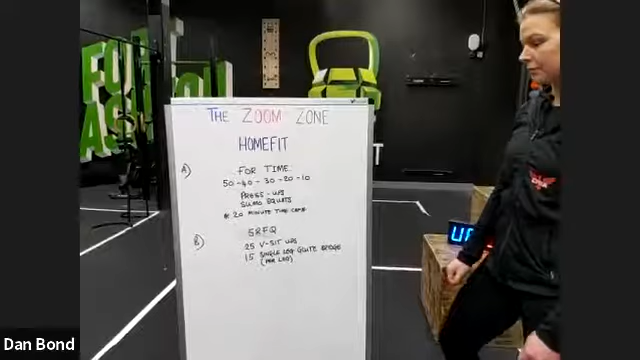 THE ZOOM ZONE
HOMEFIT
A) FOR TIME:
50-40-30-20-10
PRESS-UPS
SUMO SQUATS
* 20 MINUTE TIME CAP *
B) 5RFQ
25 V-SIT UPS
15 SINGLE LEG GLUTE BRIDGE
(PER LEG)
UP
Dan Bond